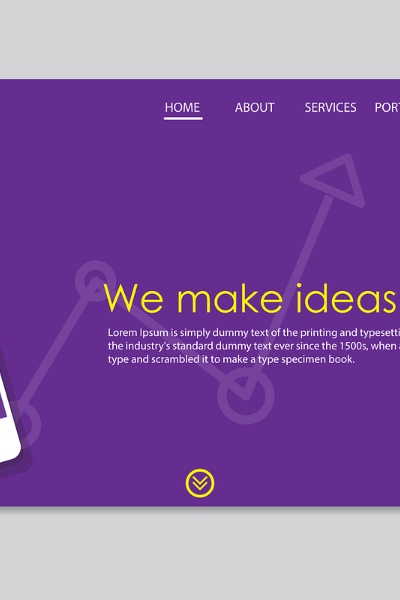 HOME ABOUT SERVICES PORT
We make ideas
Lorem Ipsum is simply dummy text of the printing and typesetti
the industry's standard dummy text ever since the 1500s, when a
type and scrambled it to make a type specimen book.